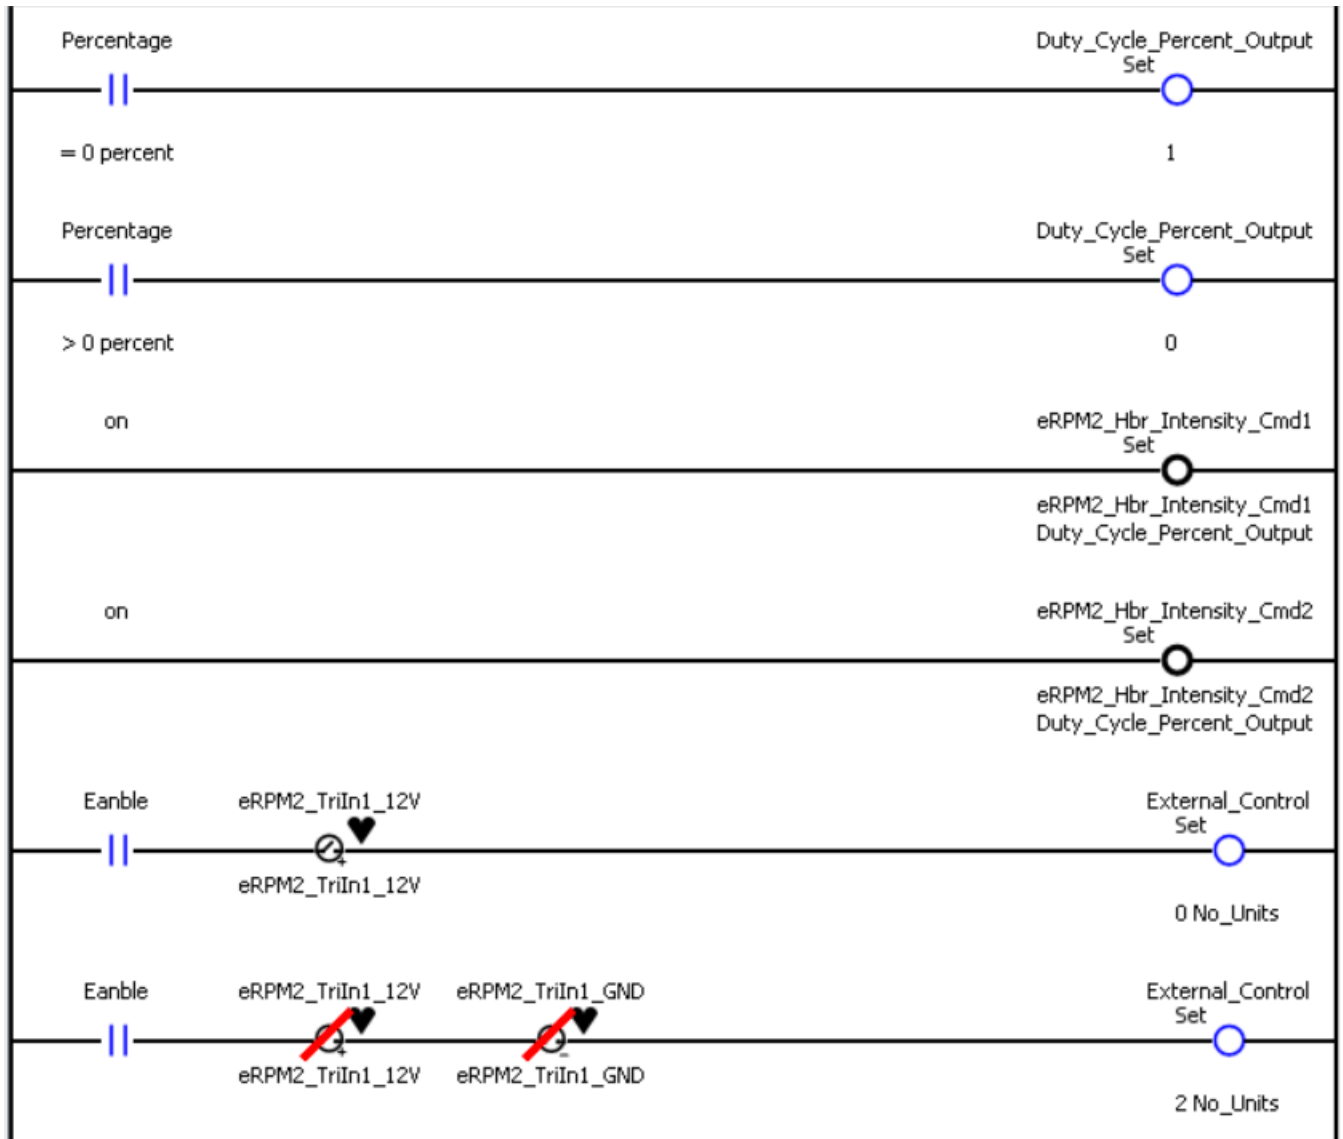 Percentage
Duty_Cycle_Percent_Output
Set
= 0 percent
1
Percentage
Duty_Cycle_Percent_Output
Set
> 0 percent
0
on
eRPM2_Hbr_Intensity_Cmd1
Set
eRPM2_Hbr_Intensity_Cmd1
Duty_Cycle_Percent_Output
on
eRPM2_Hbr_Intensity_Cmd2
Set
eRPM2_Hbr_Intensity_Cmd2
Duty_Cycle_Percent_Output
Eanble
eRPM2_TriIn1_12V
External_Control
Set
eRPM2_TriIn1_12V
0 No_Units
Eanble
eRPM2_TriIn1_12V
eRPM2_TriIn1_GND
External_Control
Set
eRPM2_TriIn1_12V
eRPM2_TriIn1_GND
2 No_Units